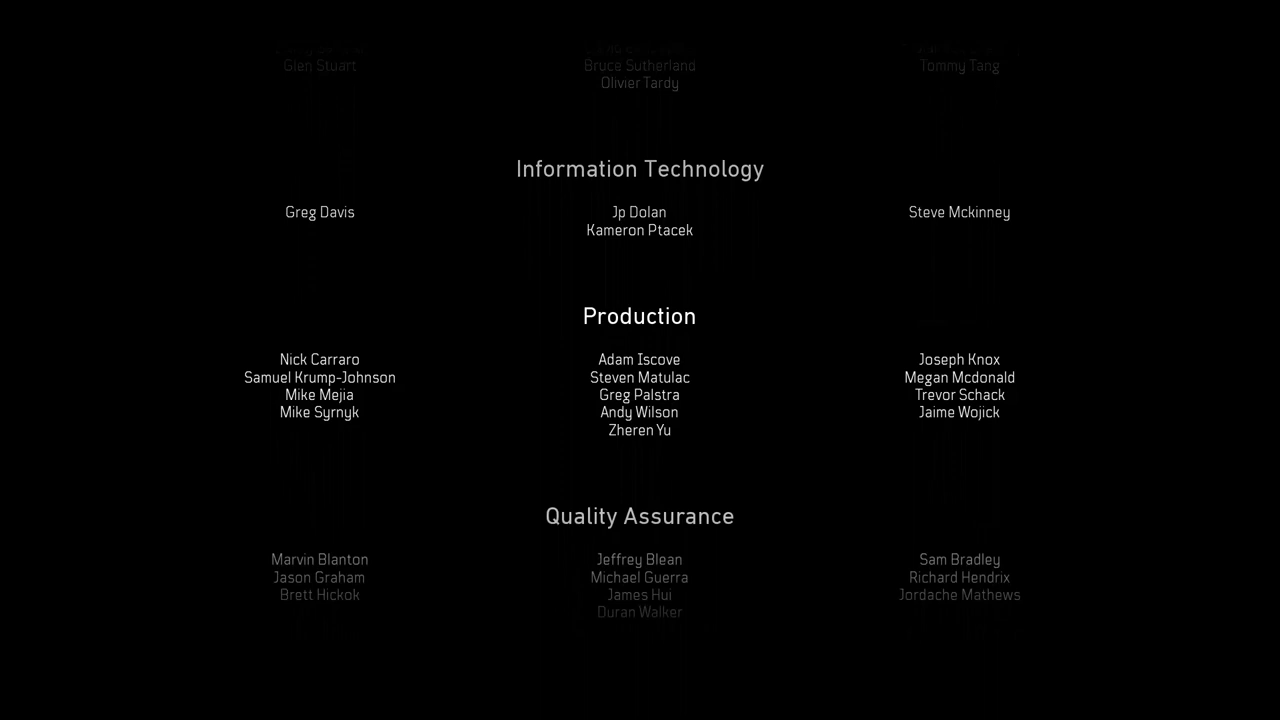 Glen Stuart
Bruce Sutherland
Tommy Tang
Olivier Tardy
Information Technology
Greg Davis
Jp Dolan
Steve Mckinney
Kameron Ptacek
Production
Nick Carraro
Adam Iscove
Joseph Knox
Samuel Krump-Johnson
Steven Matulac
Megan Mcdonald
Mike Mejia
Greg Palstra
Trevor Schack
Mike Syrnyk
Andy Wilson
Jaime Wojick
Zheren Yu
Quality Assurance
Marvin Blanton
Jeffrey Blean
Sam Bradley
Jason Graham
Michael Guerra
Richard Hendrix
Brett Hickok
James Hui
Jordache Mathews
Duran Walker